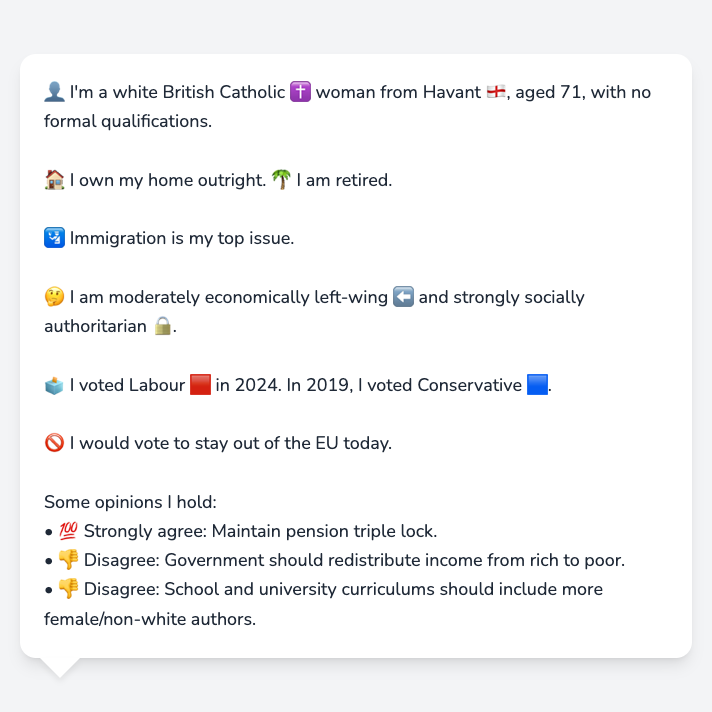 👤 I'm a white British Catholic ✝️ woman from Havant 🏴󠁧󠁢󠁥󠁮󠁧󠁿, aged 71, with no
formal qualifications.
🏠 I own my home outright. 🌴 I am retired.
🛂 Immigration is my top issue.
🤔 I am moderately economically left-wing ⬅️ and strongly socially
authoritarian 🔒.
🗳️ I voted Labour 🟥 in 2024. In 2019, I voted Conservative 🟦.
🚫 I would vote to stay out of the EU today.
Some opinions I hold:
• 💯 Strongly agree: Maintain pension triple lock.
• 👎 Disagree: Government should redistribute income from rich to poor.
• 👎 Disagree: School and university curriculums should include more
female/non-white authors.